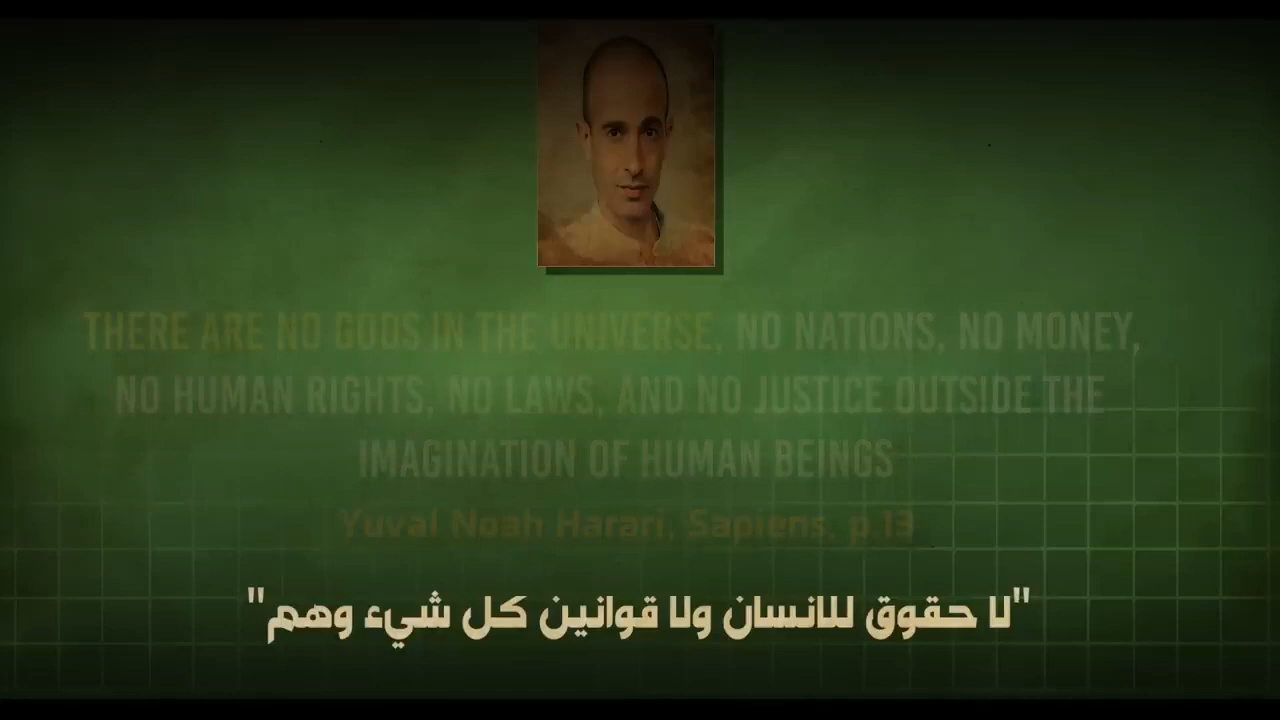 THERE ARE NO GODS IN THE UNIVERSE, NO NATIONS, NO MONEY,
NO HUMAN RIGHTS, NO LAWS, AND NO JUSTICE OUTSIDE THE
IMAGINATION OF HUMAN BEINGS
Yuval Noah Harari, Sapiens, p.13
"لا حقوق للانسان ولا قوانين كل شيء وهم"